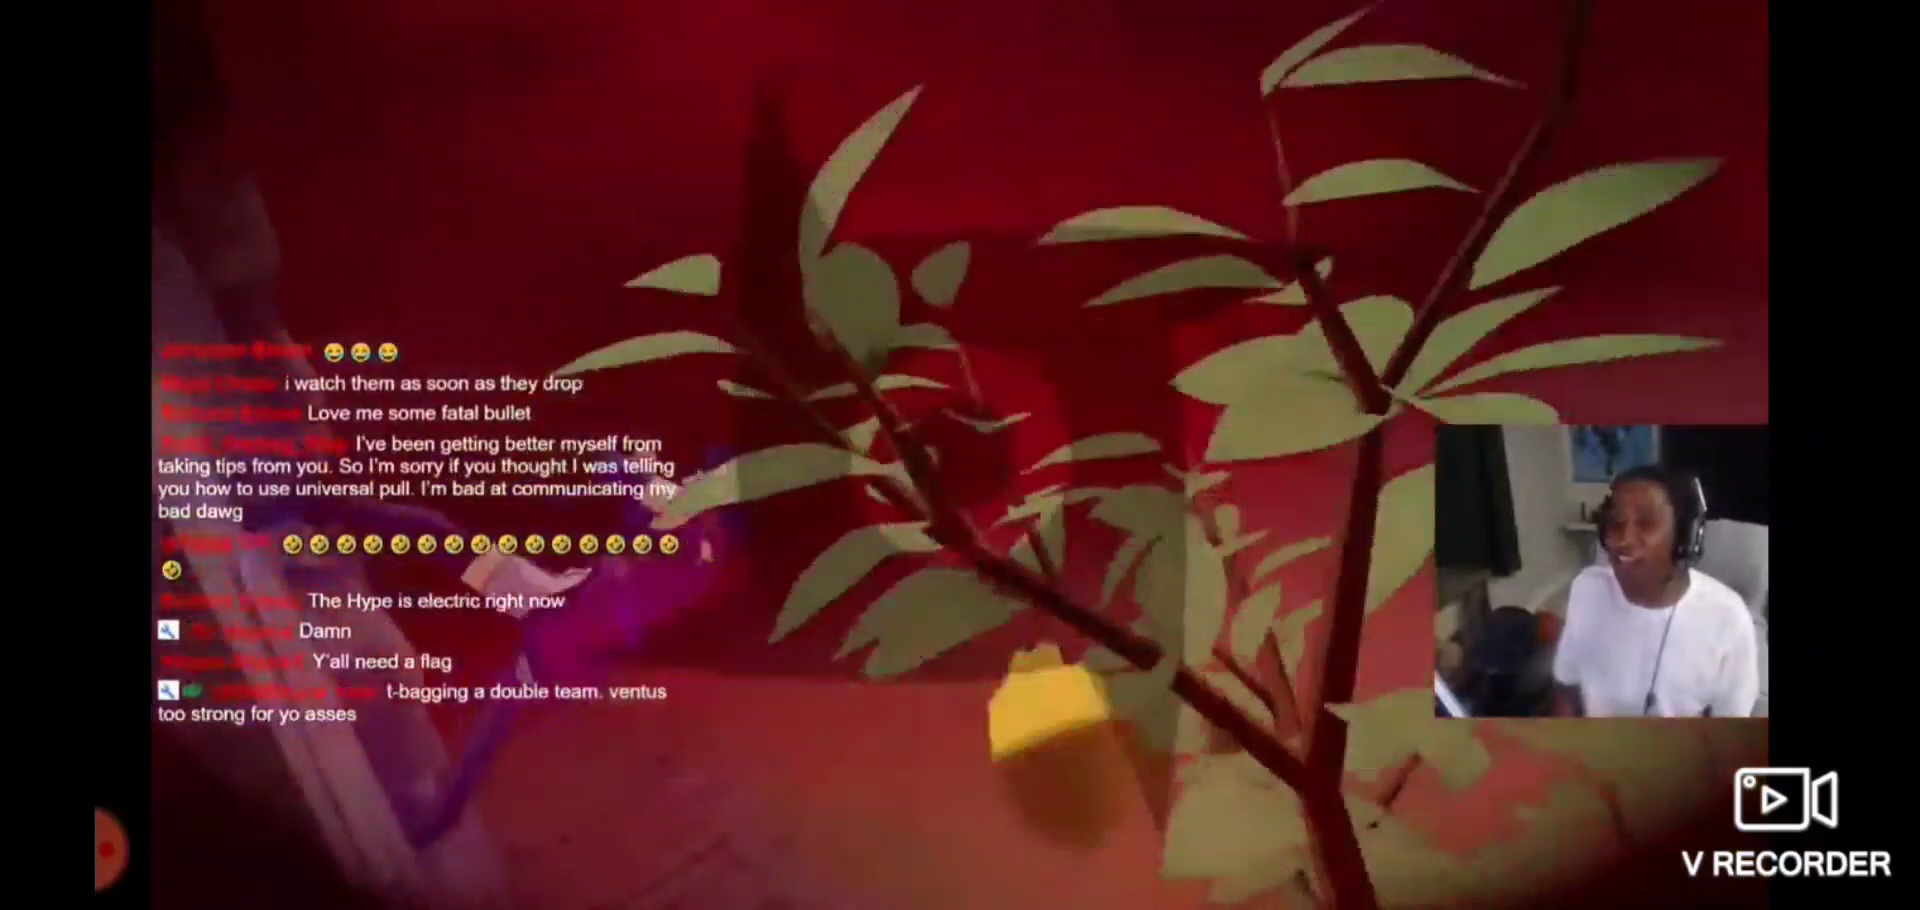 😂 😂 😂
i watch them as soon as they drop
Love me some fatal bullet
I've been getting better myself from
taking tips from you. So I'm sorry if you thought I was telling
you how to use universal pull. I'm bad at communicating my
bad dawg
🤣 🤣 🤣 🤣 🤣 🤣 🤣 🤣 🤣 🤣 🤣 🤣 🤣 🤣 🤣
🤣
The Hype is electric right now
Damn
Y'all need a flag
t-bagging a double team. ventus
too strong for yo asses
V RECORDER